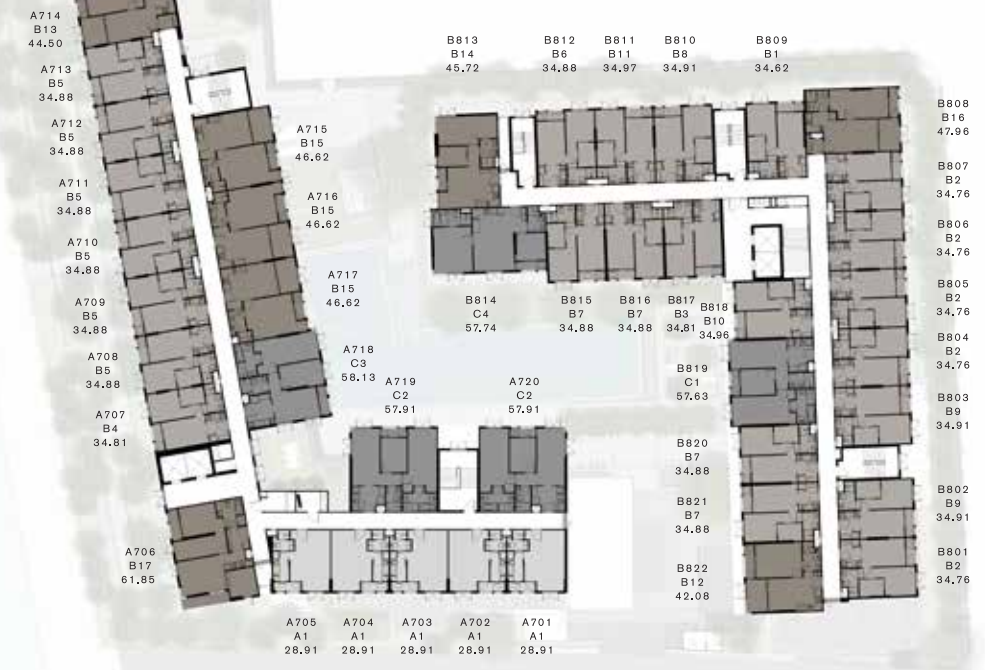 A714
B13
44.50
A713
B5
34.88
A712
B5
34.88
A711
B5
34.88
A710
B5
34.88
A709
B5
34.88
A708
B5
34.88
A707
B4
34.81
A706
B17
61.85
A715
B15
46.62
A716
B15
46.62
A717
B15
46.62
A718
C3
58.13
A719
C2
57.91
A720
C2
57.91
A705
A1
28.91
A704
A1
28.91
A703
A1
28.91
A702
A1
28.91
A701
A1
28.91
B813
B14
45.72
B812
B6
34.88
B811
B11
34.97
B810
B8
34.91
B809
B1
34.62
B808
B16
47.96
B807
B2
34.76
B806
B2
34.76
B805
B2
34.76
B804
B2
34.76
B803
B9
34.91
B802
B9
34.91
B801
B2
34.76
B814
C4
57.74
B815
B7
34.88
B816
B7
34.88
B817
B3
34.81
B818
B10
34.96
B819
C1
57.63
B820
B7
34.88
B821
B7
34.88
B822
B12
42.08